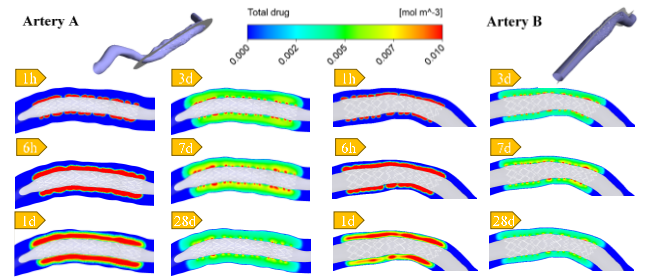 Artery A
Total drug
[mol m^-3]
Artery B
0.000
0.002
0.005
0.007
0.010
1h
3d
1h
3d
6h
7d
6h
7d
1d
28d
1d
28d